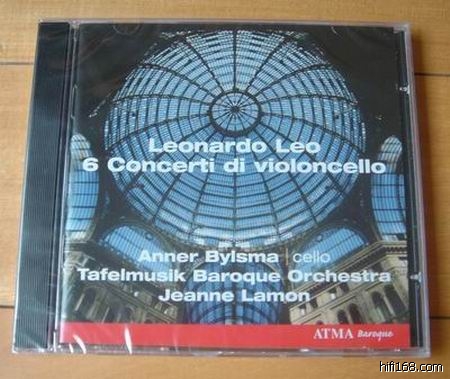 Leonardo Leo
6 Concerti di violoncello
Anner Bylsma | cello
Tafelmusik Baroque Orchestra
Jeanne Lamon
ATMA Baroque
hifi168.com